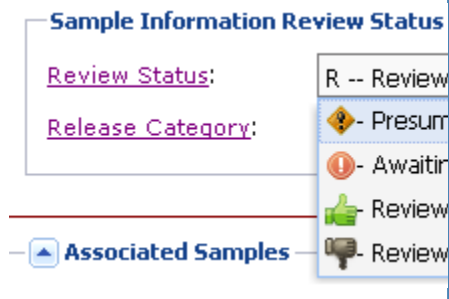 Sample Information Review Status
Review Status: R -- Review
- Presum
Release Category:
- Awaitin
- Review
Associated Samples
- Review